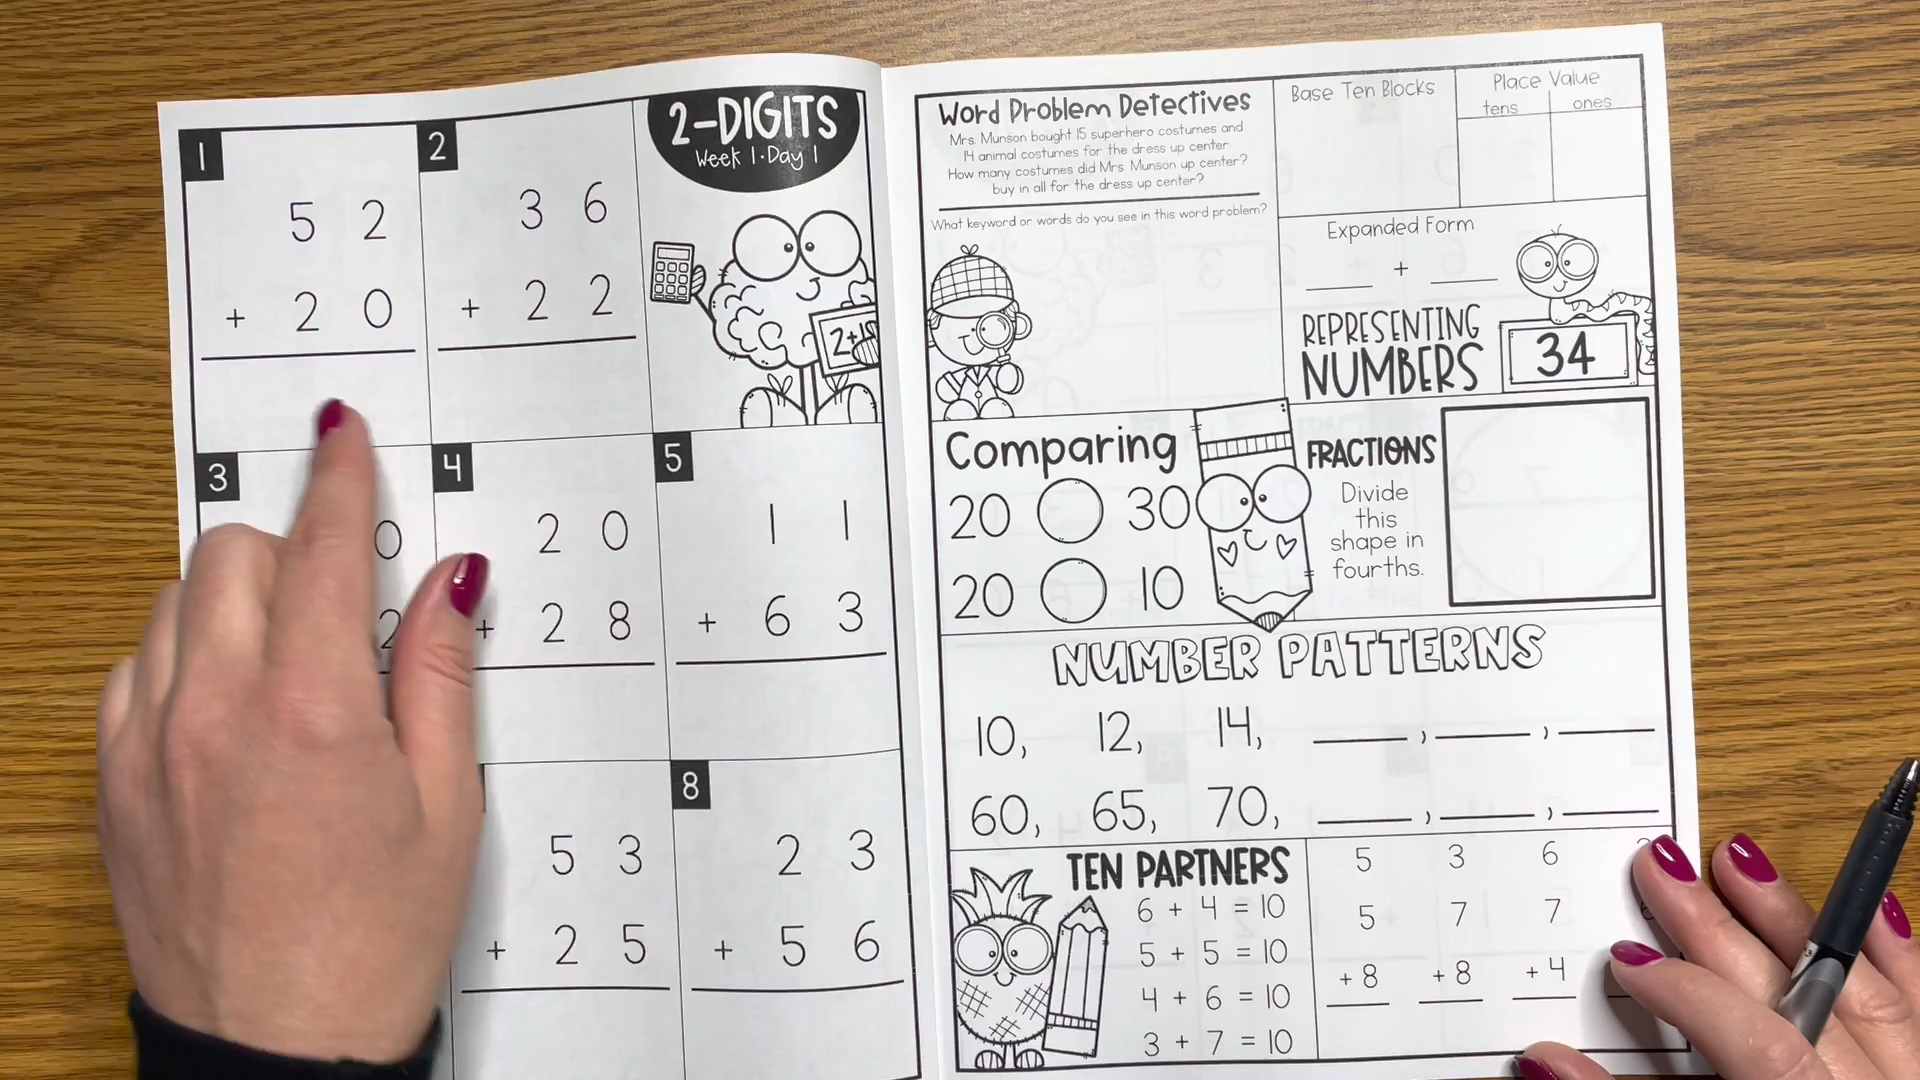 1
5 2
+ 2 0
2
3 6
+ 2 2
2-DIGITS
Week 1·Day 1
3
0
2
4
2 0
+ 2 8
5
1 1
+ 6 3
5 3
+ 2 5
8
2 3
+ 5 6
Word Problem Detectives
Mrs. Munson bought 15 superhero costumes and
14 animal costumes for the dress up center
How many costumes did Mrs. Munson up center?
buy in all for the dress up center?
What keyword or words do you see in this word problem?
Base Ten Blocks
Place Value
tens ones
Expanded Form
+
REPRESENTING
NUMBERS
34
Comparing
20 30
20 10
FRACTIONS
Divide
this
shape in
fourths.
NUMBER PATTERNS
10, 12, 14, ____, ____, ____
60, 65, 70, ____, ____, ____
TEN PARTNERS
6 + 4 = 10
5 + 5 = 10
4 + 6 = 10
3 + 7 = 10
5 3 6
5 7 7
+ 8 + 8 + 4